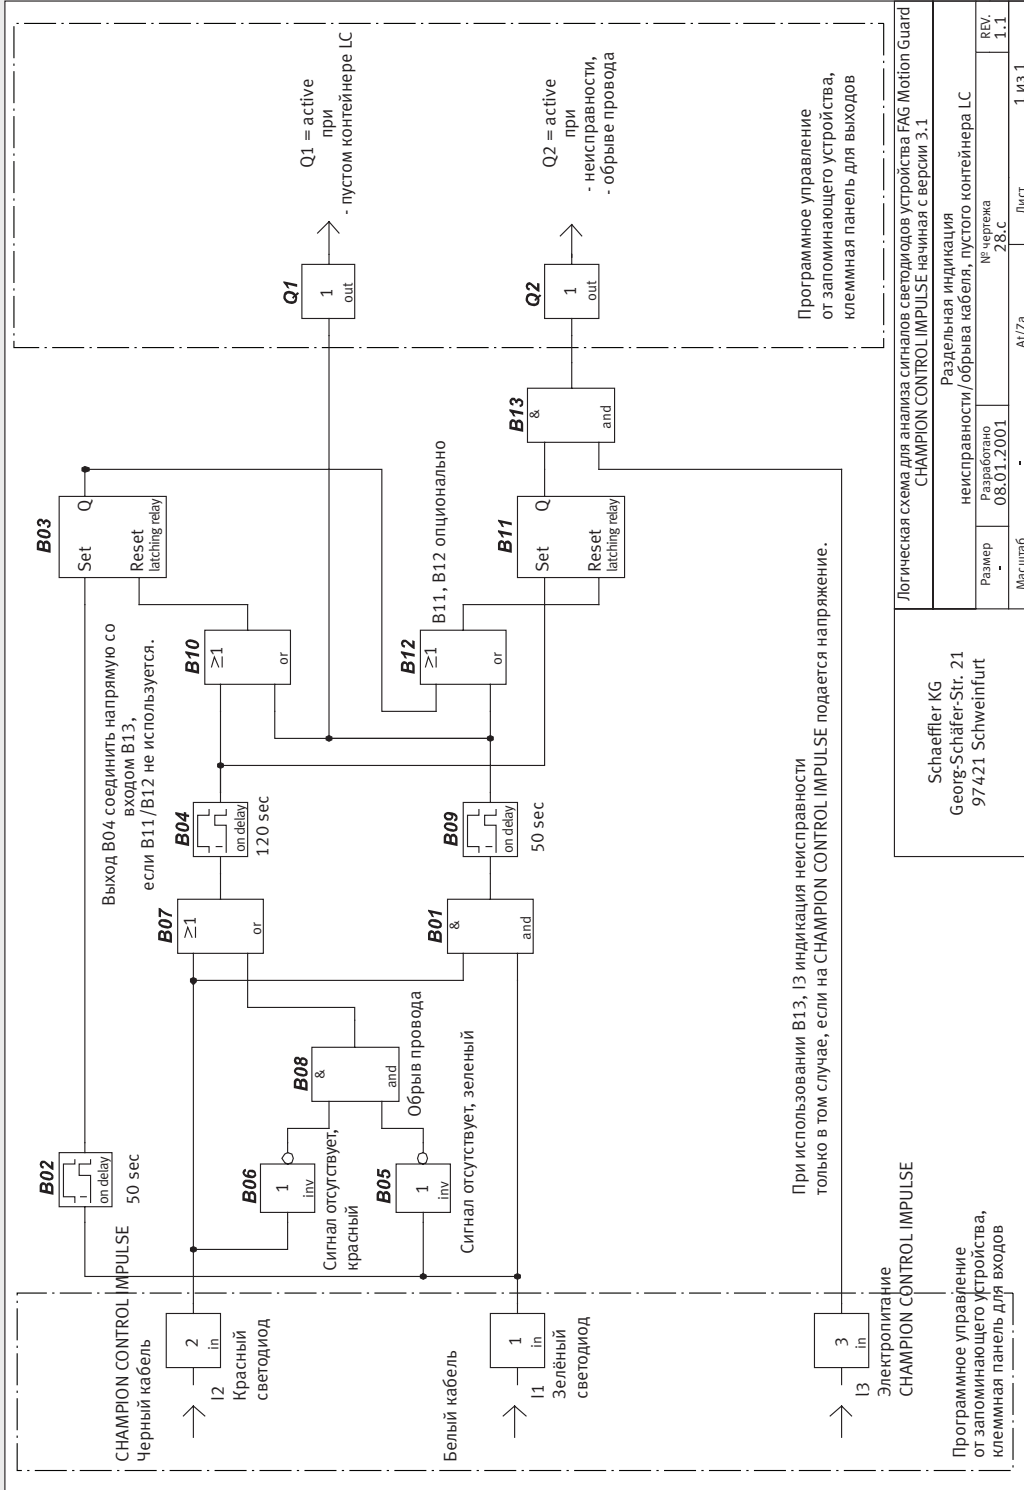 CHAMPION CONTROL IMPULSE
Черный кабель
I2
Красный
светодиод
2
in
Белый кабель
I1
Зелёный
светодиод
1
in
I3
Электропитание
CHAMPION CONTROL IMPULSE
3
in
Программное управление
от запоминающего устройства,
клеммная панель для входов
B02
on delay
50 sec
B06
1
inv
Сигнал отсутствует,
красный
B05
1
inv
Сигнал отсутствует, зеленый
B08
&
and
Обрыв провода
B07
≥1
or
B01
&
and
B04
on delay
120 sec
B09
on delay
50 sec
Выход B04 соединить напрямую со
входом B13,
если B11/B12 не используется.
B10
≥1
or
B12
≥1
or
B11, B12 опционально
B03
Set
Q
Reset
latching relay
B11
Set
Q
Reset
latching relay
B13
&
and
При использовании B13, I3 индикация неисправности
только в том случае, если на CHAMPION CONTROL IMPULSE подается напряжение.
Q1
1
out
Q1 = active
при
- пустом контейнере LC
Q2
1
out
Q2 = active
при
- неисправности,
- обрыве провода
Программное управление
от запоминающего устройства,
клеммная панель для выходов
Schaeffler KG
Georg-Schäfer-Str. 21
97421 Schweinfurt
Логическая схема для анализа сигналов светодиодов устройства FAG Motion Guard
CHAMPION CONTROL IMPULSE начиная с версии 3.1
Раздельная индикация
неисправности/обрыва кабеля, пустого контейнера LC
Размер
-
Разработано
08.01.2001
№ чертежа
28.c
REV.
1.1
Масштаб
-
At/Za
Лист
1 из 1